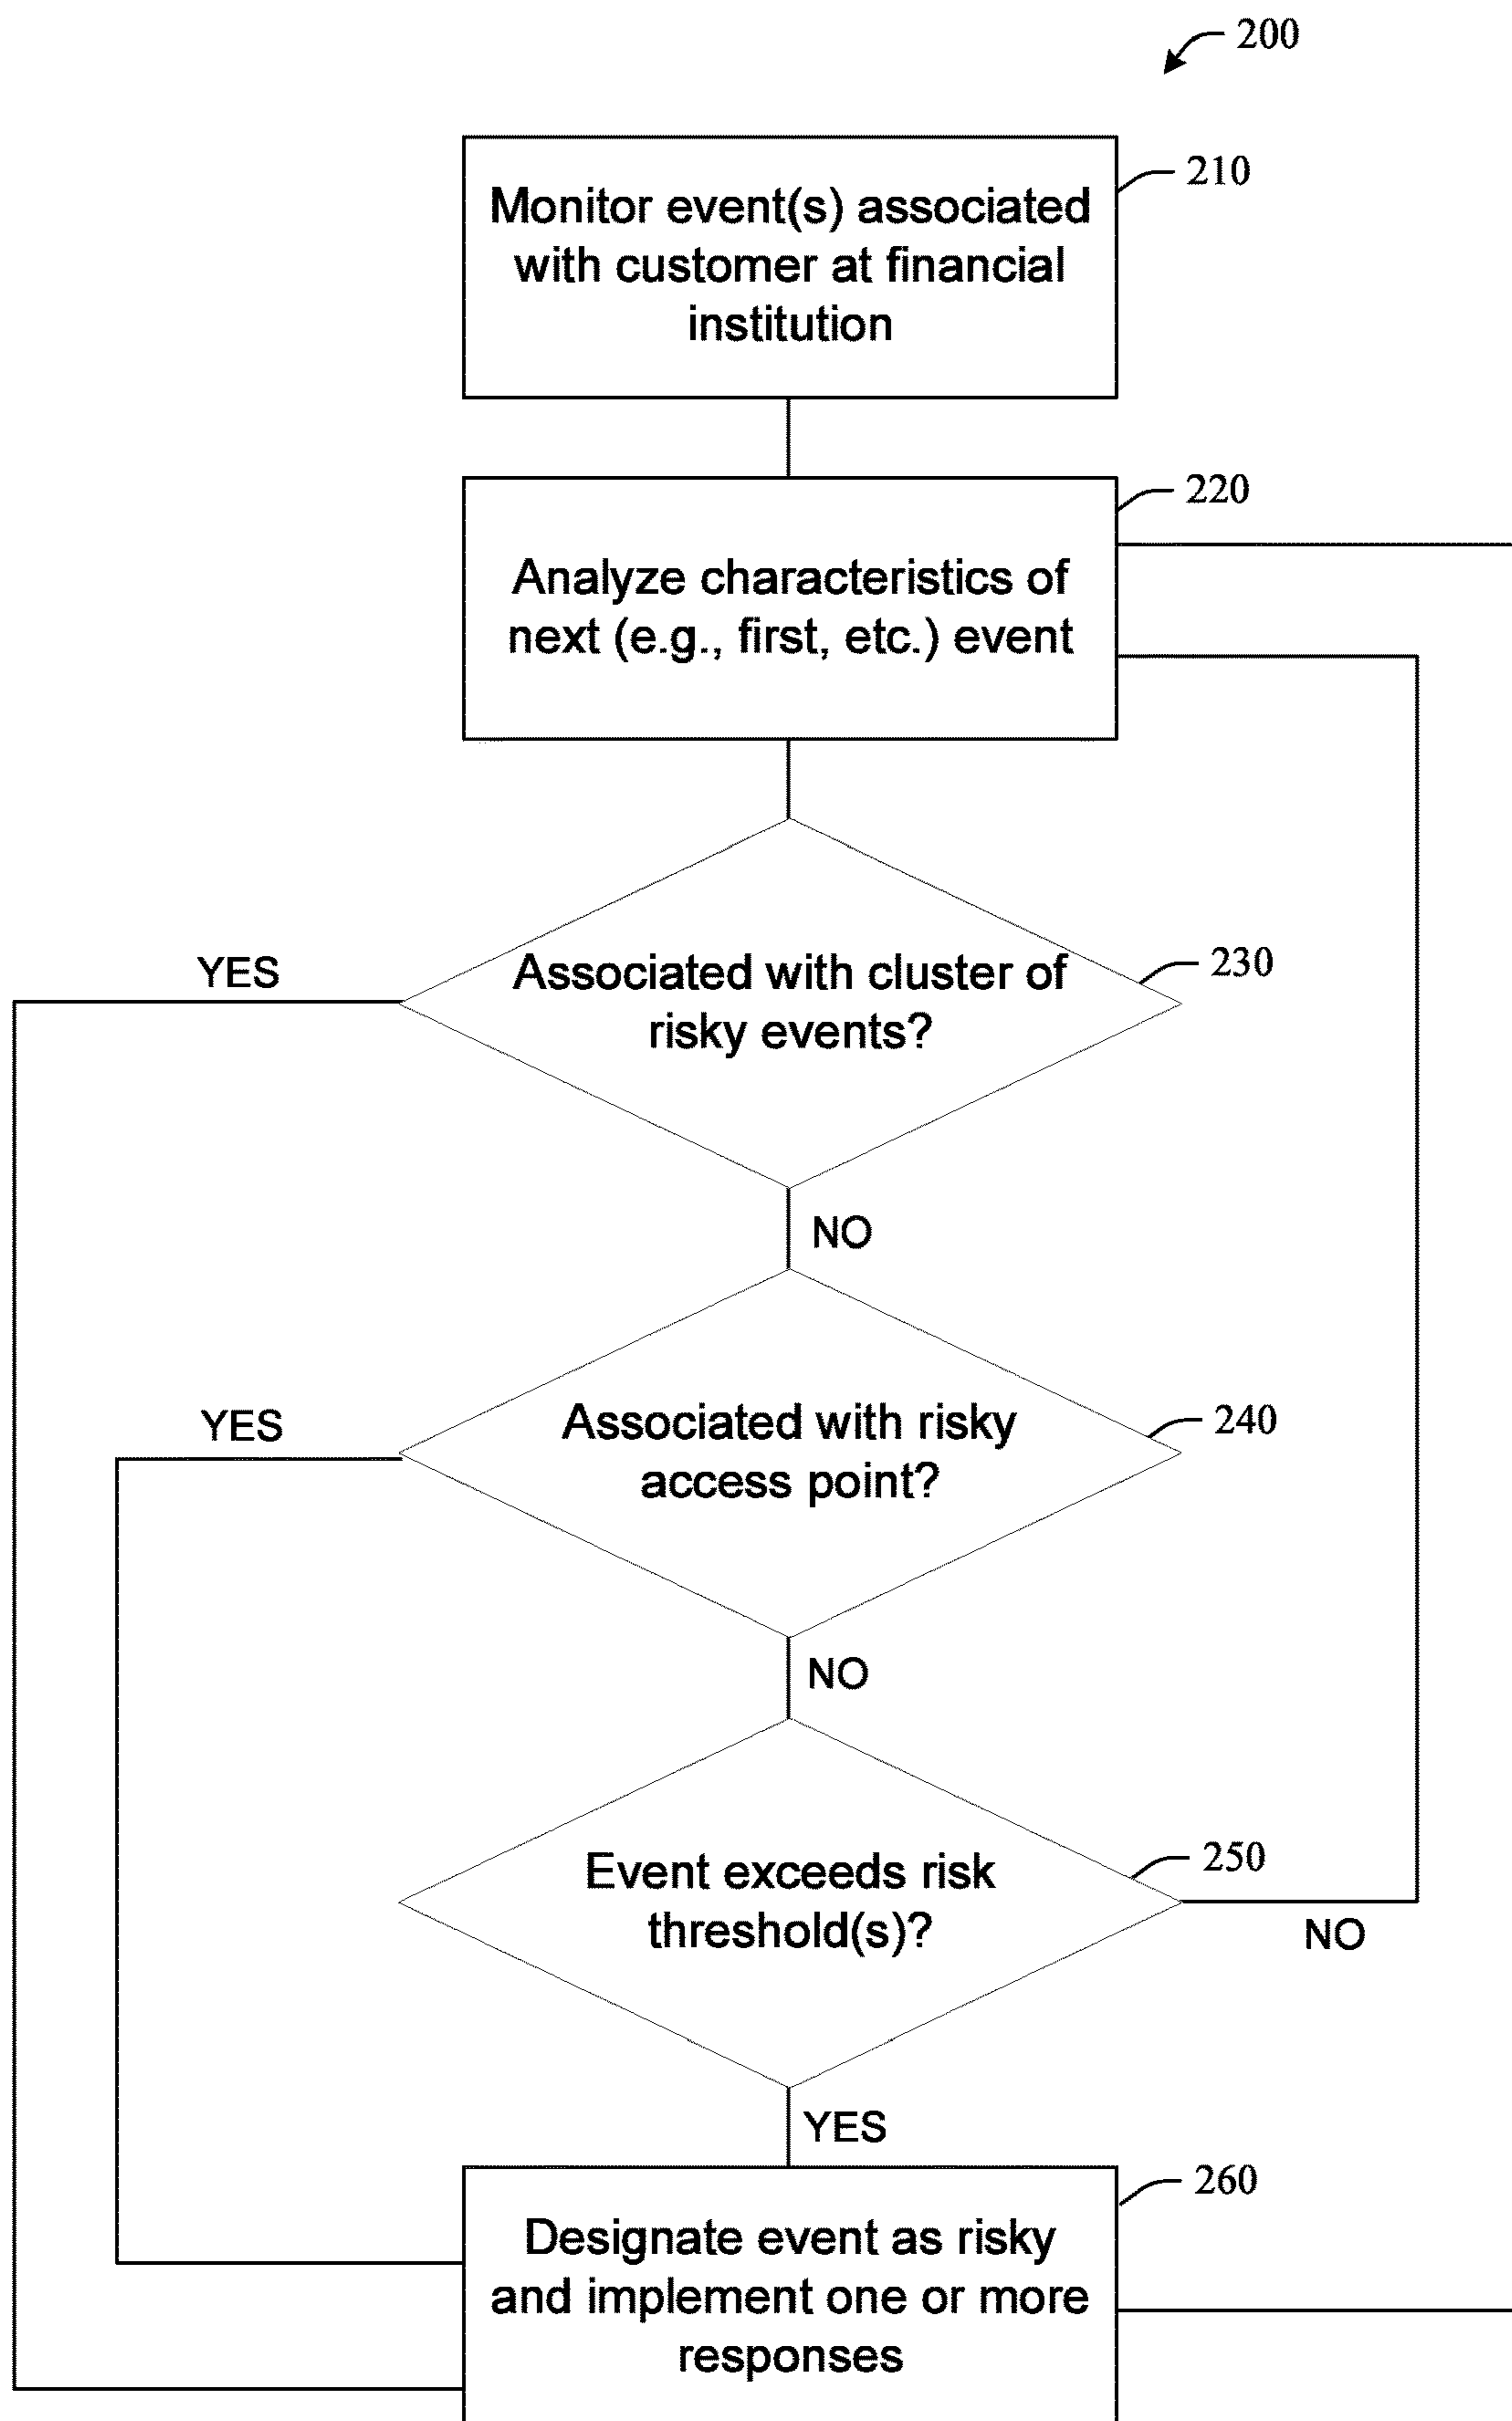 200
210
Monitor event(s) associated
with customer at financial
institution
220
Analyze characteristics of
next (e.g., first, etc.) event
YES
230
Associated with cluster of
risky events?
NO
YES
240
Associated with risky
access point?
NO
250
Event exceeds risk
threshold(s)?
NO
YES
260
Designate event as risky
and implement one or more
responses